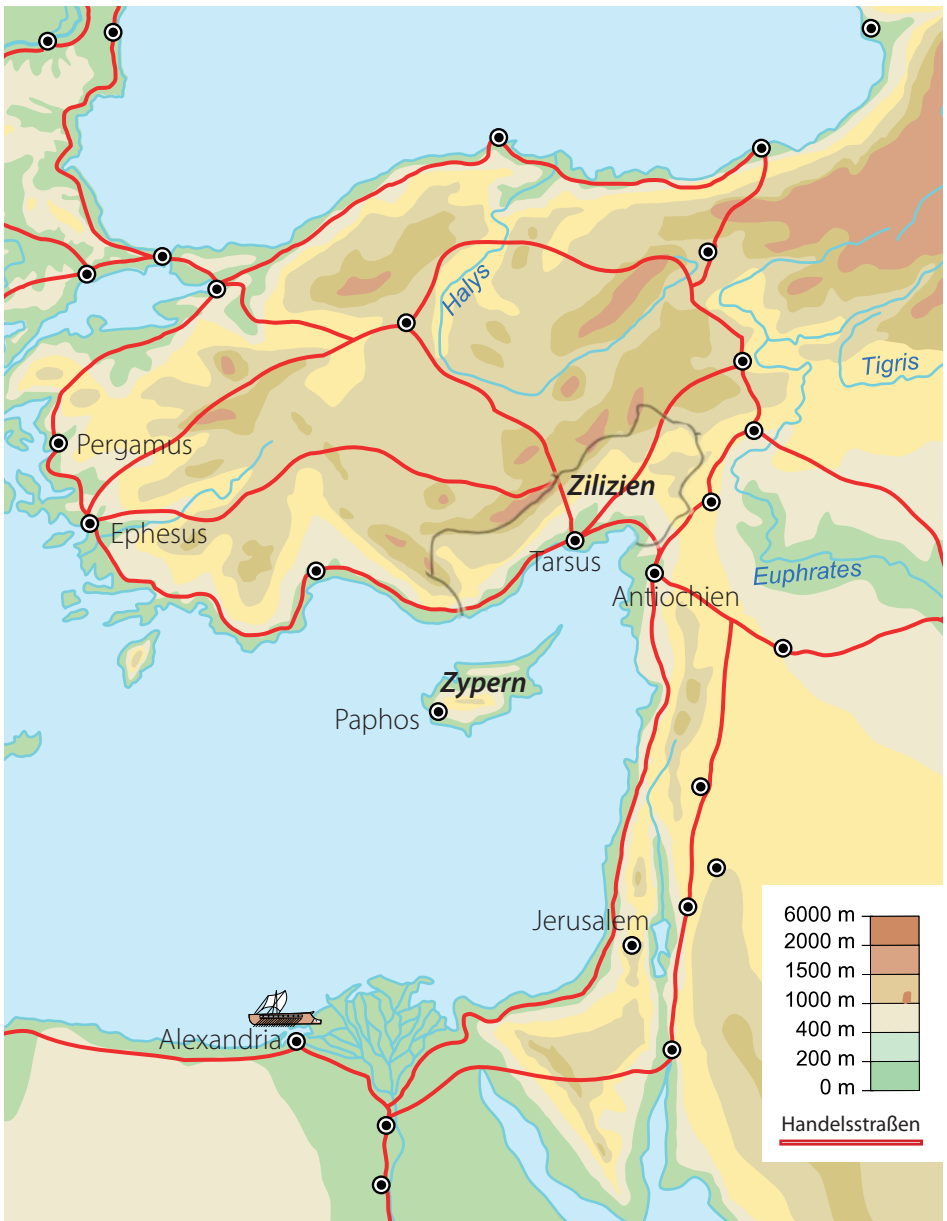 Halys
Tigris
Pergamus
Zilizien
Ephesus
Tarsus
Euphrates
Antiochien
Zypern
Paphos
Jerusalem
6000 m
2000 m
1500 m
1000 m
400 m
200 m
0 m
Alexandria
Handelsstraßen